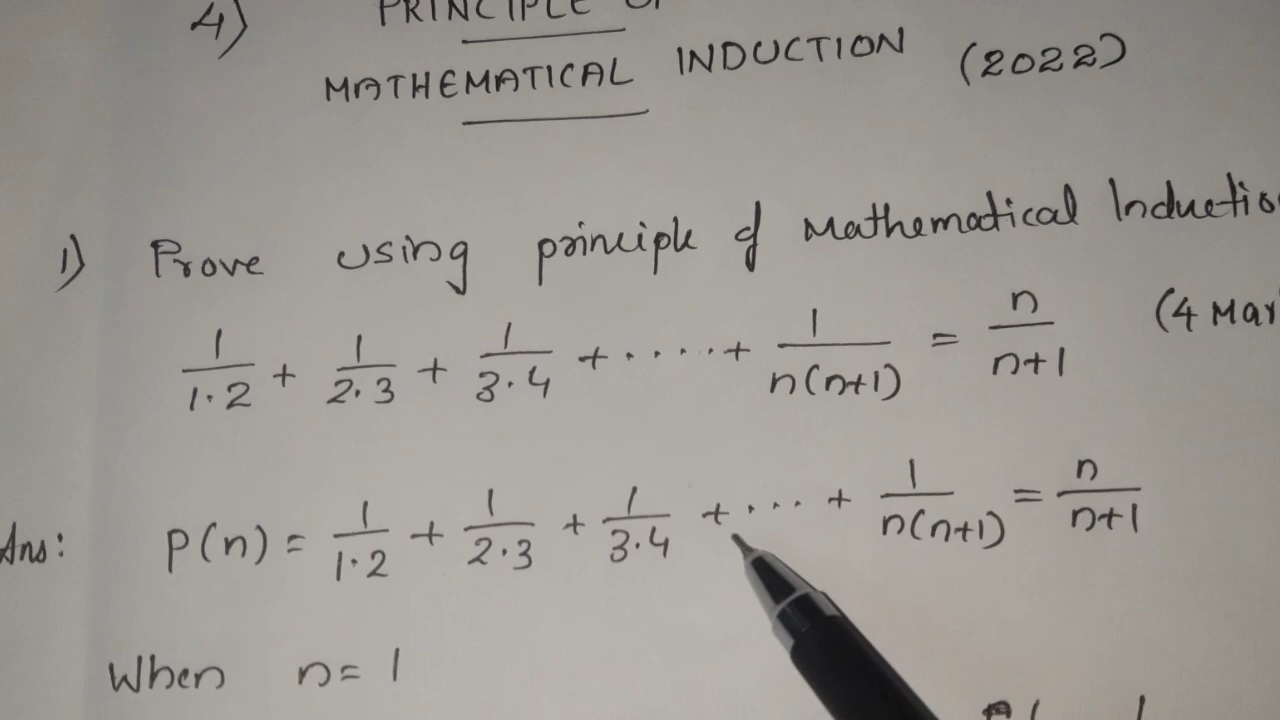 4) PRINCIPLE
MATHEMATICAL INDUCTION (2022)
1) Prove using principle of Mathematical Inductio
1/1·2 + 1/2·3 + 1/3·4 + ..... + 1/n(n+1) = n/n+1 (4 Mar
Ans: P(n) = 1/1·2 + 1/2·3 + 1/3·4 + ... + 1/n(n+1) = n/n+1
When n = 1